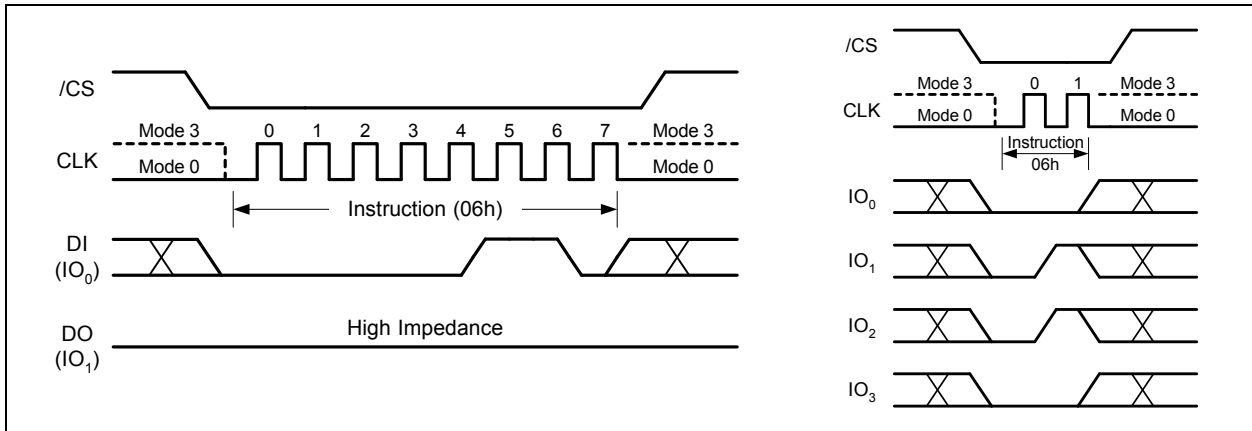 /CS
CLK
Mode 3
Mode 0
0 1 2 3 4 5 6 7
Mode 3
Mode 0
Instruction (06h)
DI
(IO₀)
DO
(IO₁)
High Impedance
/CS
CLK
Mode 3
Mode 0
0 1
Mode 3
Mode 0
Instruction
06h
IO₀
IO₁
IO₂
IO₃